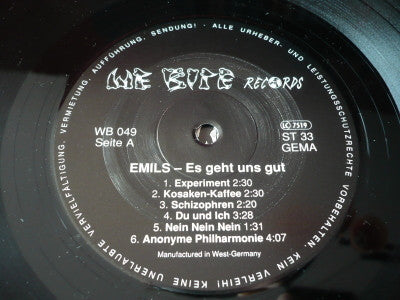 WE BITE RECORDS
WB 049
Seite A
LC 7519
ST 33
GEMA
EMILS – Es geht uns gut
1. Experiment 2:30
2. Kosaken-Kaffee 2:30
3. Schizophren 2:20
4. Du und Ich 3:28
5. Nein Nein Nein 1:10
6. Anonyme Philharmonie 4:07
Manufactured in West-Germany
ALLE URHEBER- UND LEISTUNGSSCHUTZRECHTE VORBEHALTEN. KEIN VERLEIH! KEINE UNERLAUBTE VERVIELFÄLTIGUNG, VERMIETUNG, AUFFÜHRUNG, SENDUNG!